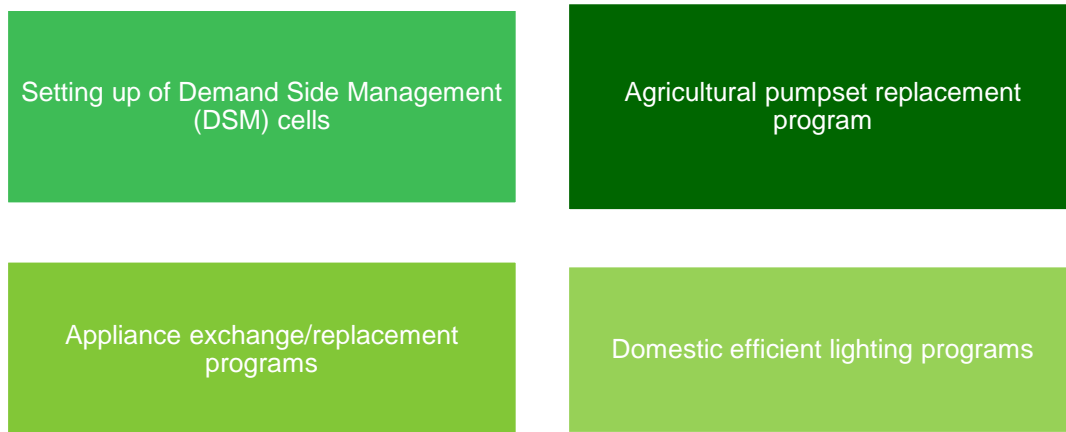 Setting up of Demand Side Management
(DSM) cells
Agricultural pumpset replacement
program
Appliance exchange/replacement
programs
Domestic efficient lighting programs